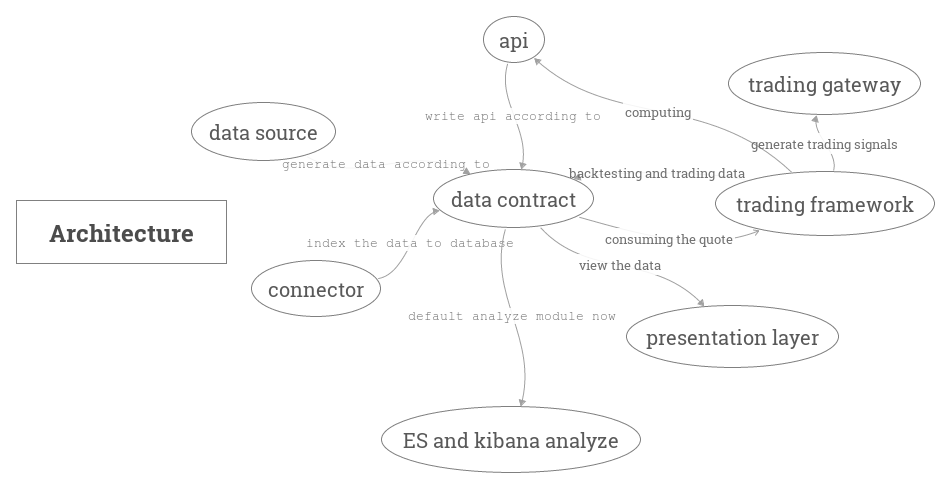 api
trading gateway
computing
write api according to
data source
generate trading signals
generate data according to
backtesting and trading data
data contract
trading framework
Architecture
consuming the quote
index the data to database
view the data
connector
default analyze module now
presentation layer
ES and kibana analyze